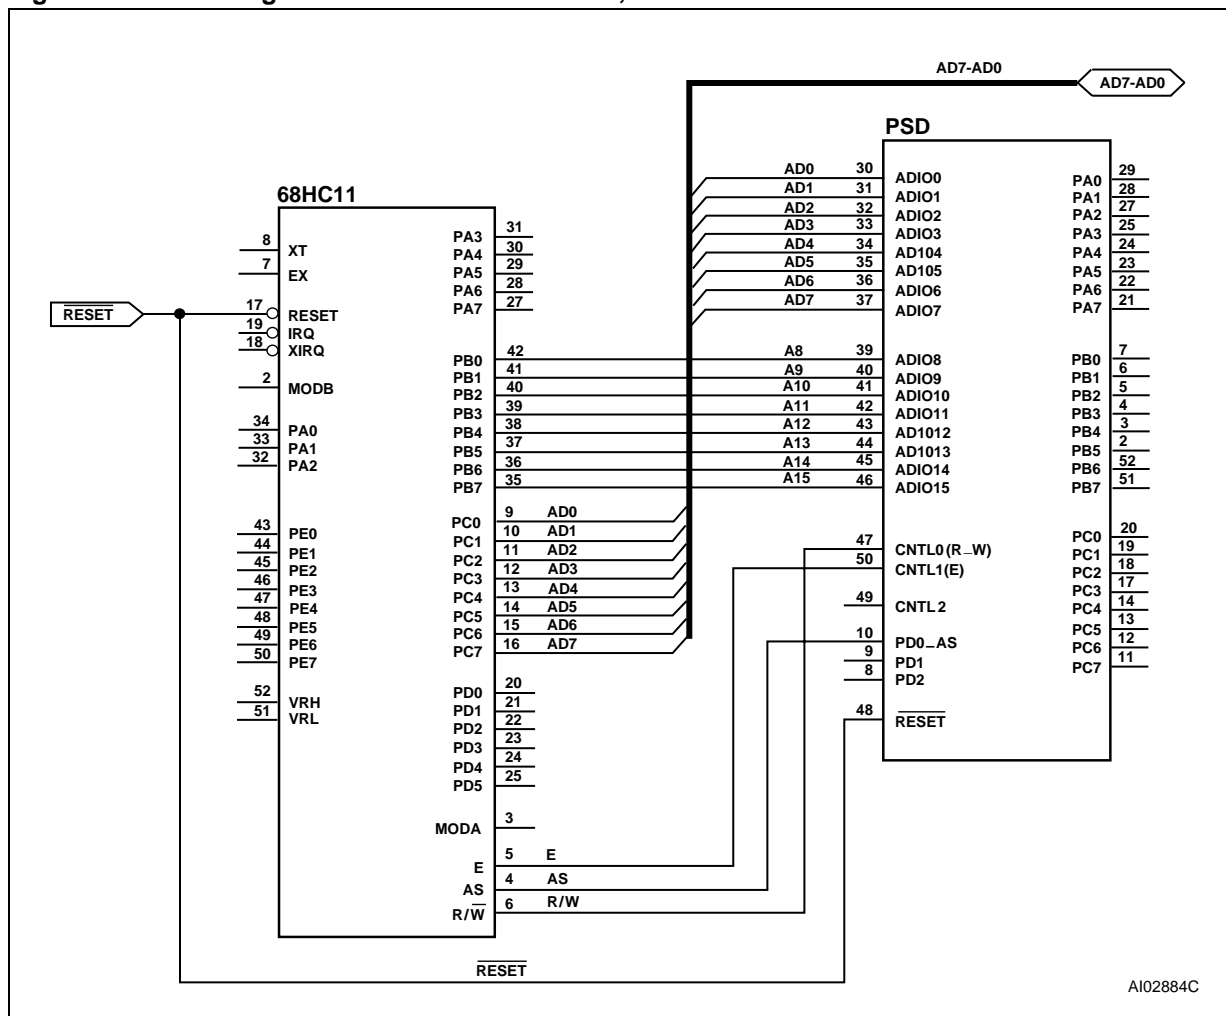 AD7-AD0
AD7-AD0
PSD
68HC11
8 XT
7 EX
RESET
17 RESET
19 IRQ
18 XIRQ
2 MODB
34 PA0
33 PA1
32 PA2
43 PE0
44 PE1
45 PE2
46 PE3
47 PE4
48 PE5
49 PE6
50 PE7
52 VRH
51 VRL
PA3 31
PA4 30
PA5 29
PA6 28
PA7 27
PB0 42
PB1 41
PB2 40
PB3 39
PB4 38
PB5 37
PB6 36
PB7 35
PC0 9 AD0
PC1 10 AD1
PC2 11 AD2
PC3 12 AD3
PC4 13 AD4
PC5 14 AD5
PC6 15 AD6
PC7 16 AD7
PD0 20
PD1 21
PD2 22
PD3 23
PD4 24
PD5 25
MODA 3
E 5 E
AS 4 AS
R/W 6 R/W
RESET
AD0 30 ADIO0
AD1 31 ADIO1
AD2 32 ADIO2
AD3 33 ADIO3
AD4 34 AD104
AD5 35 AD105
AD6 36 ADIO6
AD7 37 ADIO7
A8 39 ADIO8
A9 40 ADIO9
A10 41 ADIO10
A11 42 ADIO11
A12 43 AD1012
A13 44 AD1013
A14 45 ADIO14
A15 46 ADIO15
47 CNTL0(R_W)
50 CNTL1(E)
49 CNTL2
10 PD0_AS
9 PD1
8 PD2
48 RESET
PA0 29
PA1 28
PA2 27
PA3 25
PA4 24
PA5 23
PA6 22
PA7 21
PB0 7
PB1 6
PB2 5
PB3 4
PB4 3
PB5 2
PB6 52
PB7 51
PC0 20
PC1 19
PC2 18
PC3 17
PC4 14
PC5 13
PC6 12
PC7 11
AI02884C